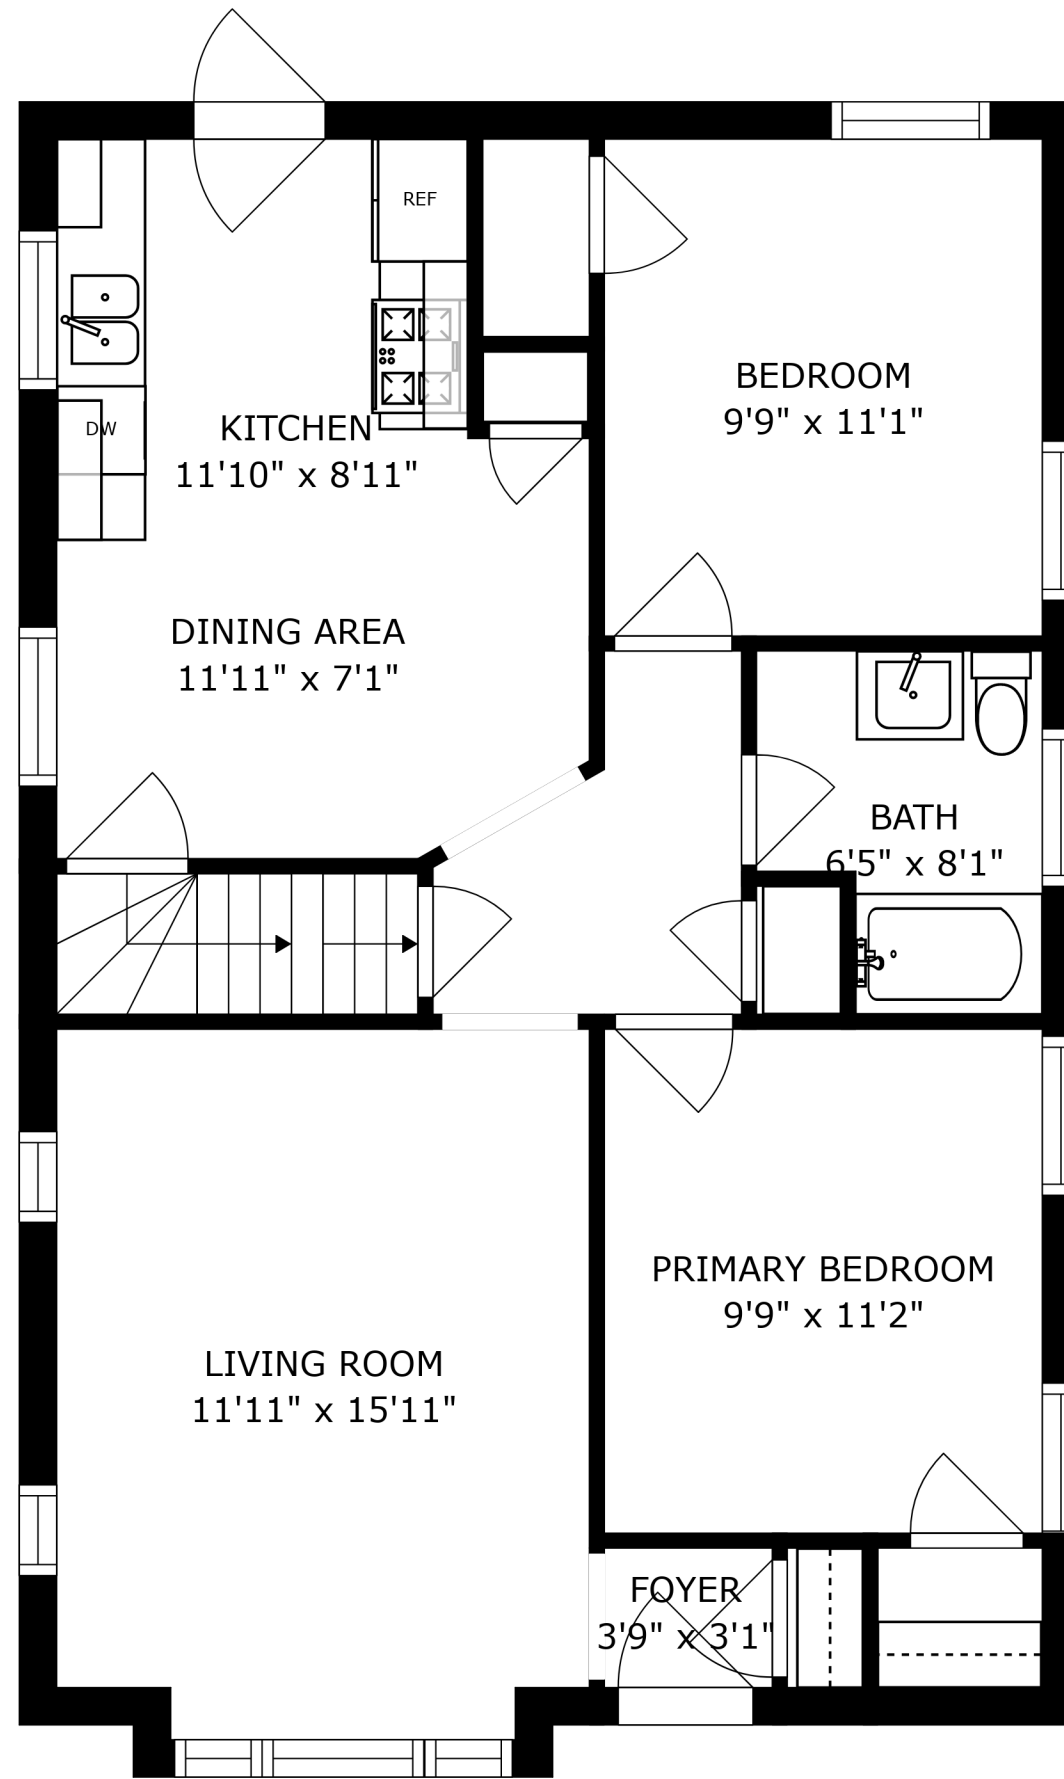 REF
BEDROOM
9'9" x 11'1"
DW
KITCHEN
11'10" x 8'11"
DINING AREA
11'11" x 7'1"
BATH
6'5" x 8'1"
PRIMARY BEDROOM
9'9" x 11'2"
LIVING ROOM
11'11" x 15'11"
FOYER
3'9" x 3'1"